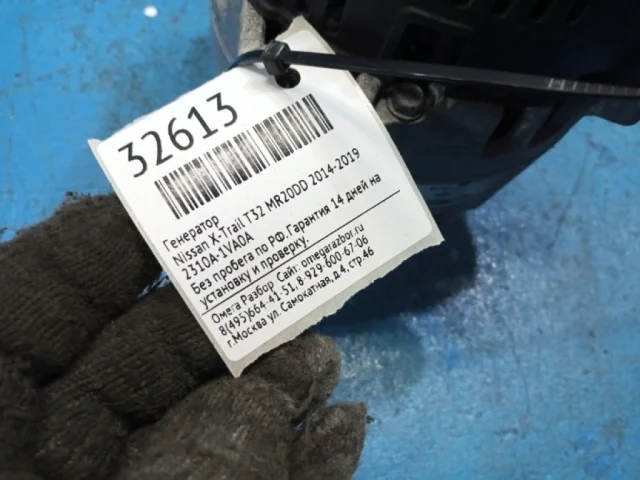 32613
Генератор
Nissan X-Trail T32 MR20DD 2014-2019
2310A-1VA0A
Без пробега по РФ. Гарантия 14 дней на
установку и проверку.
Омега Разбор Сайт: omegarazbor.ru
8(495)664-41-51, 8-929-600-67-06
г.Москва ул. Самокатная, д.4, стр.46